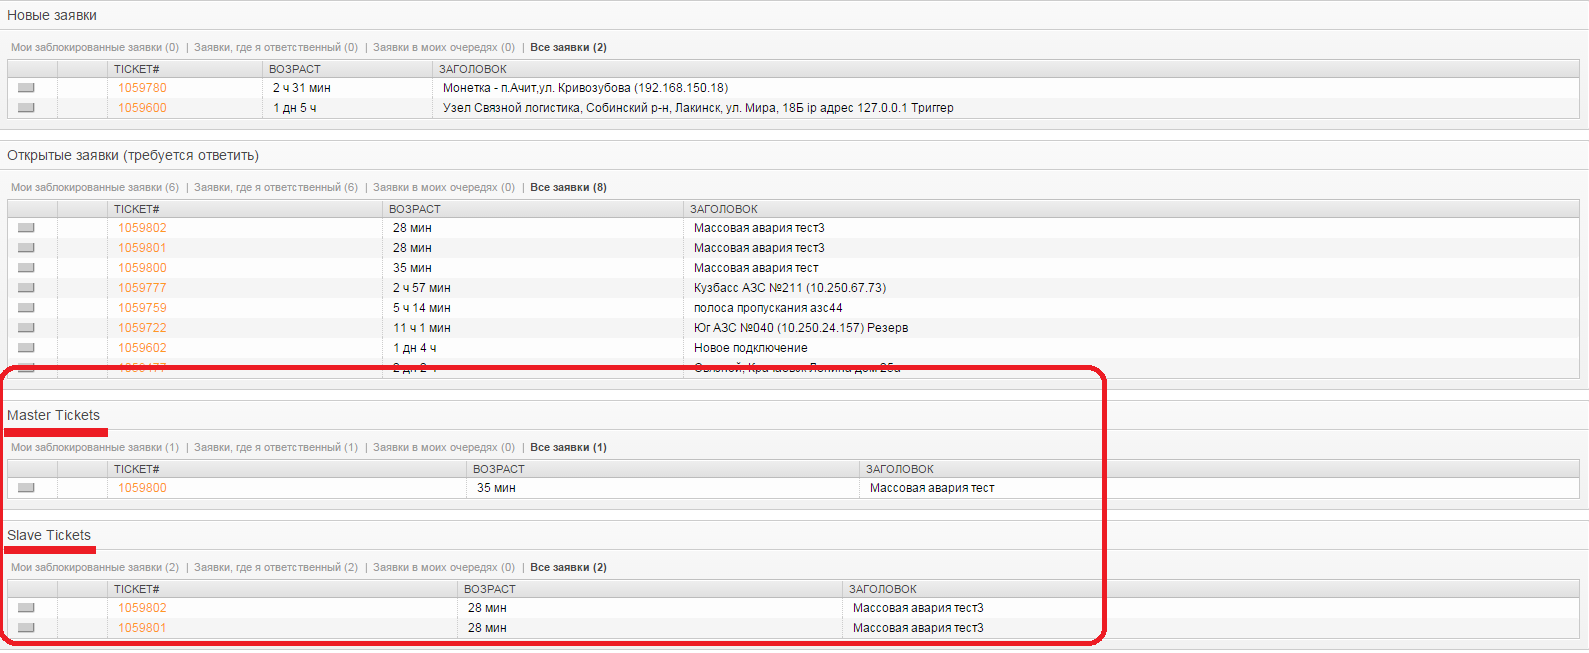 Новые заявки
Мои заблокированные заявки (0) | Заявки, где я ответственный (0) | Заявки в моих очередях (0) | Все заявки (2)
TICKET# ВОЗРАСТ ЗАГОЛОВОК
1059780 2 ч 31 мин Монетка - п.Ачит,ул. Кривозубова (192.168.150.18)
1059600 1 дн 5 ч Узел Связной логистика, Собинский р-н, Лакинск, ул. Мира, 18Б ip адрес 127.0.0.1 Триггер
Открытые заявки (требуется ответить)
Мои заблокированные заявки (6) | Заявки, где я ответственный (6) | Заявки в моих очередях (0) | Все заявки (8)
TICKET# ВОЗРАСТ ЗАГОЛОВОК
1059802 28 мин Массовая авария тест3
1059801 28 мин Массовая авария тест3
1059800 35 мин Массовая авария тест
1059777 2 ч 57 мин Кузбасс АЗС №211 (10.250.67.73)
1059759 5 ч 14 мин полоса пропускания азс44
1059722 11 ч 1 мин Юг АЗС №040 (10.250.24.157) Резерв
1059602 1 дн 4 ч Новое подключение
Master Tickets
Мои заблокированные заявки (1) | Заявки, где я ответственный (1) | Заявки в моих очередях (0) | Все заявки (1)
TICKET# ВОЗРАСТ ЗАГОЛОВОК
1059800 35 мин Массовая авария тест
Slave Tickets
Мои заблокированные заявки (2) | Заявки, где я ответственный (2) | Заявки в моих очередях (0) | Все заявки (2)
TICKET# ВОЗРАСТ ЗАГОЛОВОК
1059802 28 мин Массовая авария тест3
1059801 28 мин Массовая авария тест3